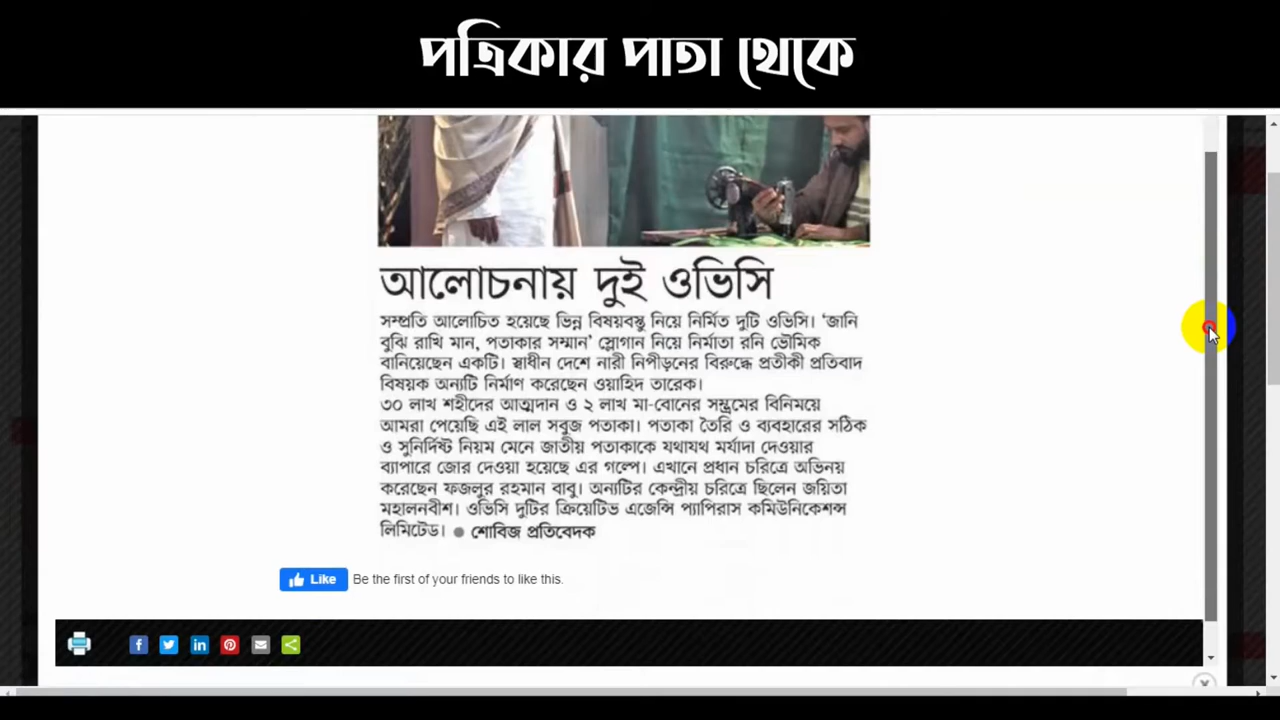 পত্রিকার পাতা থেকে
আলোচনায় দুই ওভিসি
সম্প্রতি আলোচিত হয়েছে ভিন্ন বিষয়বস্তু নিয়ে নির্মিত দুটি ওভিসি। ‘জানি
বুঝি রাখি মান, পতাকার সম্মান’ স্লোগান নিয়ে নির্মাতা রনি ভৌমিক
বানিয়েছেন একটি। স্বাধীন দেশে নারী নিপীড়নের বিরুদ্ধে প্রতীকী প্রতিবাদ
বিষয়ক অন্যটি নির্মাণ করেছেন ওয়াহিদ তারেক।
৩০ লাখ শহীদের আত্মদান ও ২ লাখ মা-বোনের সম্ভ্রমের বিনিময়ে
আমরা পেয়েছি এই লাল সবুজ পতাকা। পতাকা তৈরি ও ব্যবহারের সঠিক
ও সুনির্দিষ্ট নিয়ম মেনে জাতীয় পতাকাকে যথাযথ মর্যাদা দেওয়ার
ব্যাপারে জোর দেওয়া হয়েছে এর গল্পে। এখানে প্রধান চরিত্রে অভিনয়
করেছেন ফজলুর রহমান বাবু। অন্যটির কেন্দ্রীয় চরিত্রে ছিলেন জয়িতা
মহালনবীশ। ওভিসি দুটির ক্রিয়েটিভ এজেন্সি প্যাপিরাস কমিউনিকেশন্স
লিমিটেড। ● শোবিজ প্রতিবেদক
Like Be the first of your friends to like this.